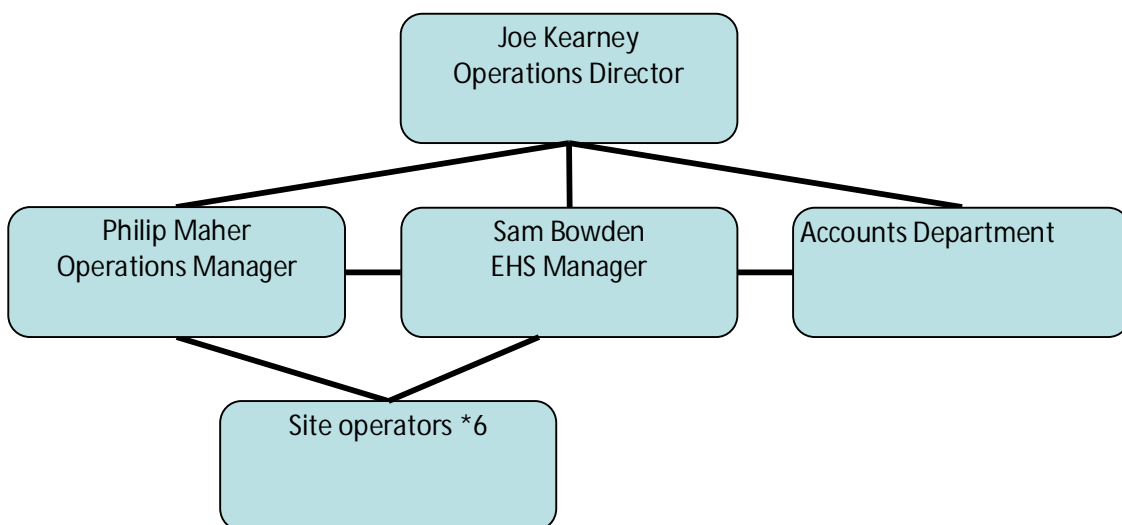 Joe Kearney
Operations Director
Philip Maher
Operations Manager
Sam Bowden
EHS Manager
Accounts Department
Site operators *6